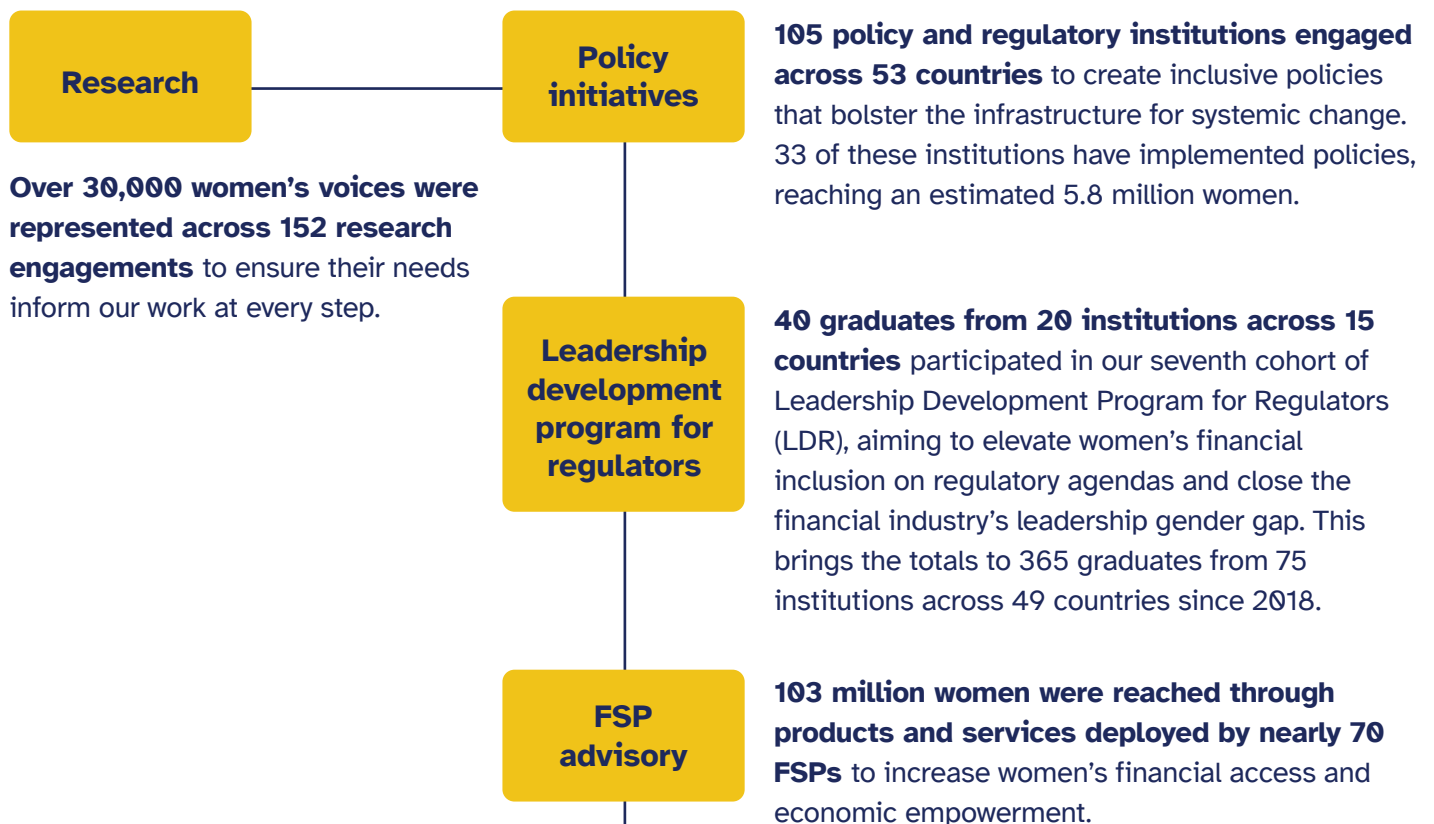 Research
Over 30,000 women’s voices were
represented across 152 research
engagements to ensure their needs
inform our work at every step.
Policy
initiatives
105 policy and regulatory institutions engaged
across 53 countries to create inclusive policies
that bolster the infrastructure for systemic change.
33 of these institutions have implemented policies,
reaching an estimated 5.8 million women.
Leadership
development
program for
regulators
40 graduates from 20 institutions across 15
countries participated in our seventh cohort of
Leadership Development Program for Regulators
(LDR), aiming to elevate women’s financial
inclusion on regulatory agendas and close the
financial industry’s leadership gender gap. This
brings the totals to 365 graduates from 75
institutions across 49 countries since 2018.
FSP
advisory
103 million women were reached through
products and services deployed by nearly 70
FSPs to increase women’s financial access and
economic empowerment.